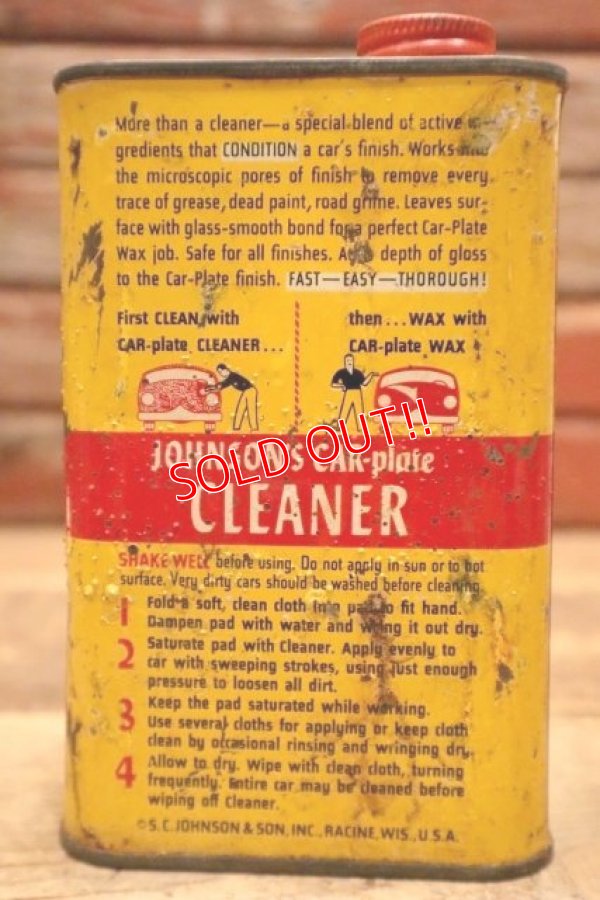 More than a cleaner—a special blend of active in-
gredients that CONDITION a car's finish. Works into
the microscopic pores of finish to remove every
trace of grease, dead paint, road grime. Leaves sur-
face with glass-smooth bond for a perfect Car-Plate
Wax job. Safe for all finishes. Adds depth of gloss
to the Car-Plate finish. FAST—EASY—THOROUGH!
First CLEAN with
CAR-plate CLEANER...
then...WAX with
CAR-plate WAX
SOLD OUT!!
JOHNSON'S CAR-plate
CLEANER
SHAKE WELL before using. Do not apply in sun or to hot
surface. Very dirty cars should be washed before cleaning.
1 Fold a soft, clean cloth into pad to fit hand.
Dampen pad with water and wring it out dry.
2 Saturate pad with Cleaner. Apply evenly to
car with sweeping strokes, using just enough
pressure to loosen all dirt.
3 Keep the pad saturated while working.
Use several cloths for applying or keep cloth
clean by occasional rinsing and wringing dry.
4 Allow to dry. Wipe with clean cloth, turning
frequently. Entire car may be cleaned before
wiping off Cleaner.
© S. C. JOHNSON & SON, INC., RACINE, WIS., U.S.A.